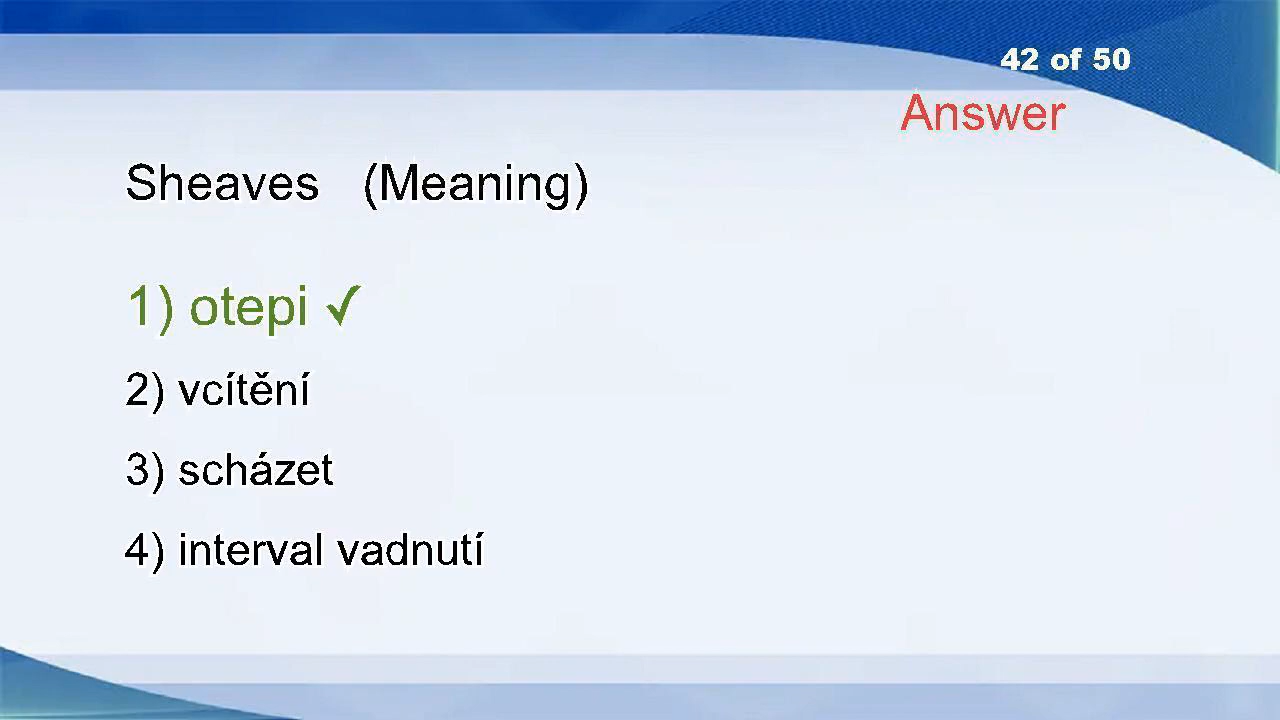 42 of 50
Answer
Sheaves (Meaning)
1) otepi ✓
2) vcítění
3) scházet
4) interval vadnutí